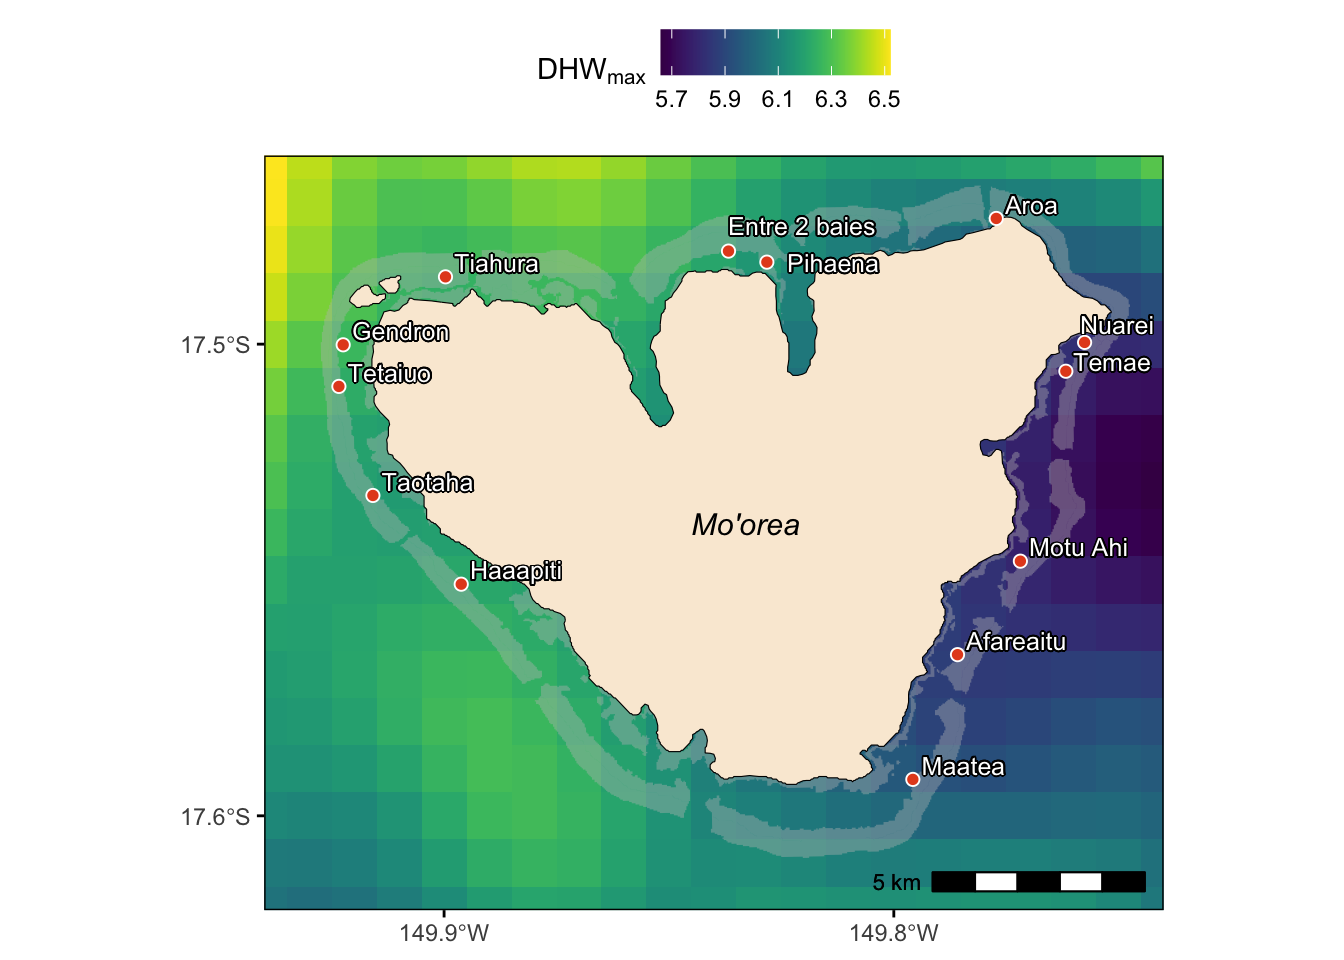 DHWmax
5.7 5.9 6.1 6.3 6.5
Aroa
Entre 2 baies
Pihaena
Tiahura
Nuarei
Gendron
17.5°S
Temae
Tetaiuo
Taotaha
Mo'orea
Motu Ahi
Haaapiti
Afareaitu
Maatea
17.6°S
5 km
149.9°W 149.8°W